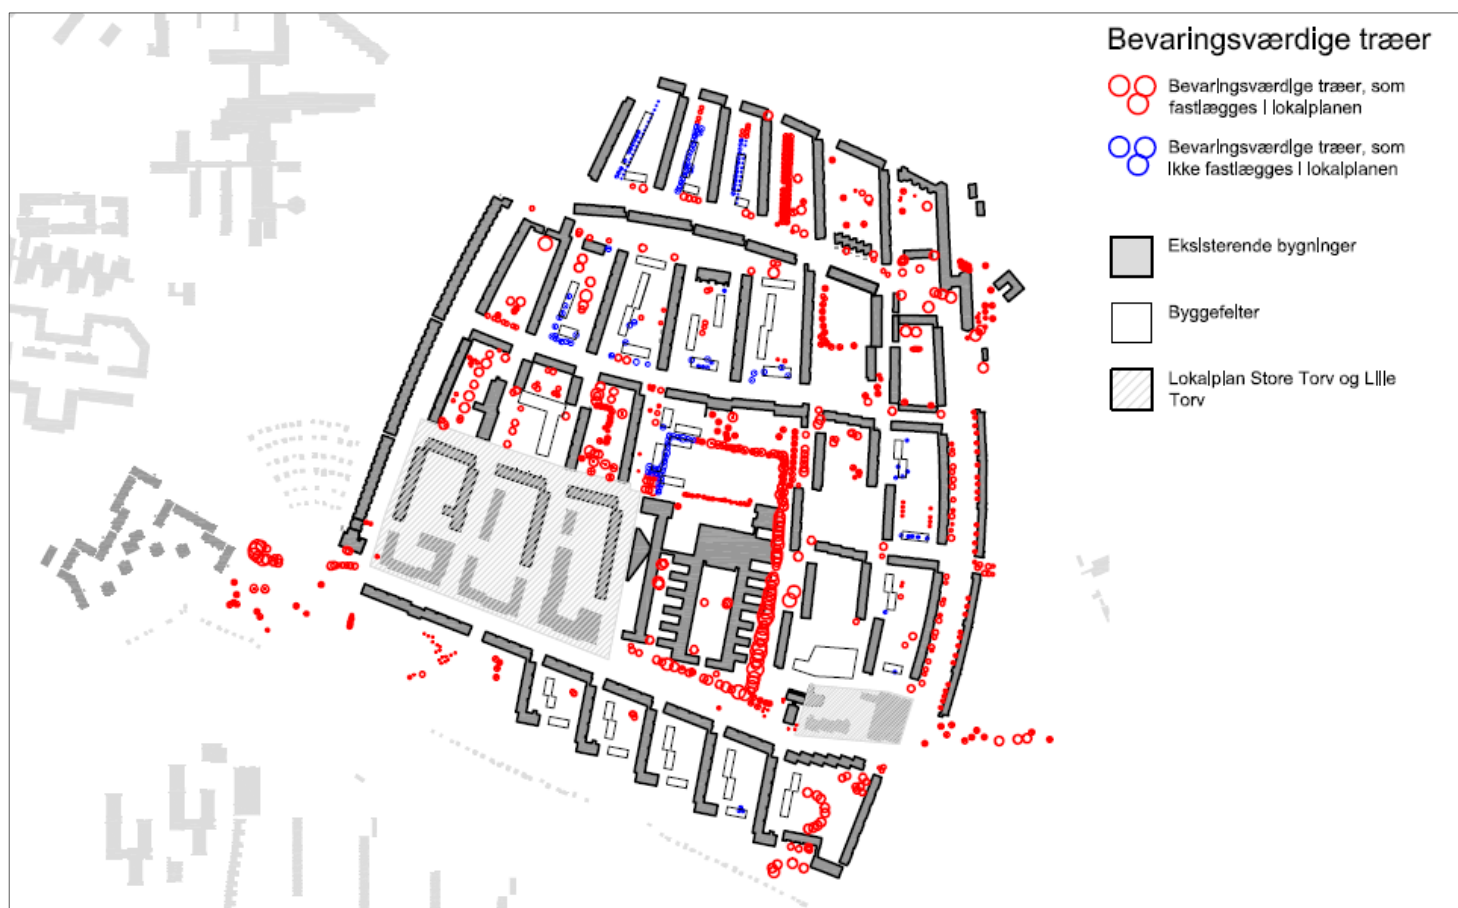 Bevaringsværdige træer
Bevaringsværdige træer, som
fastlægges i lokalplanen
Bevaringsværdige træer, som
ikke fastlægges i lokalplanen
Eksisterende bygninger
Byggefelter
Lokalplan Store Torv og Lille
Torv